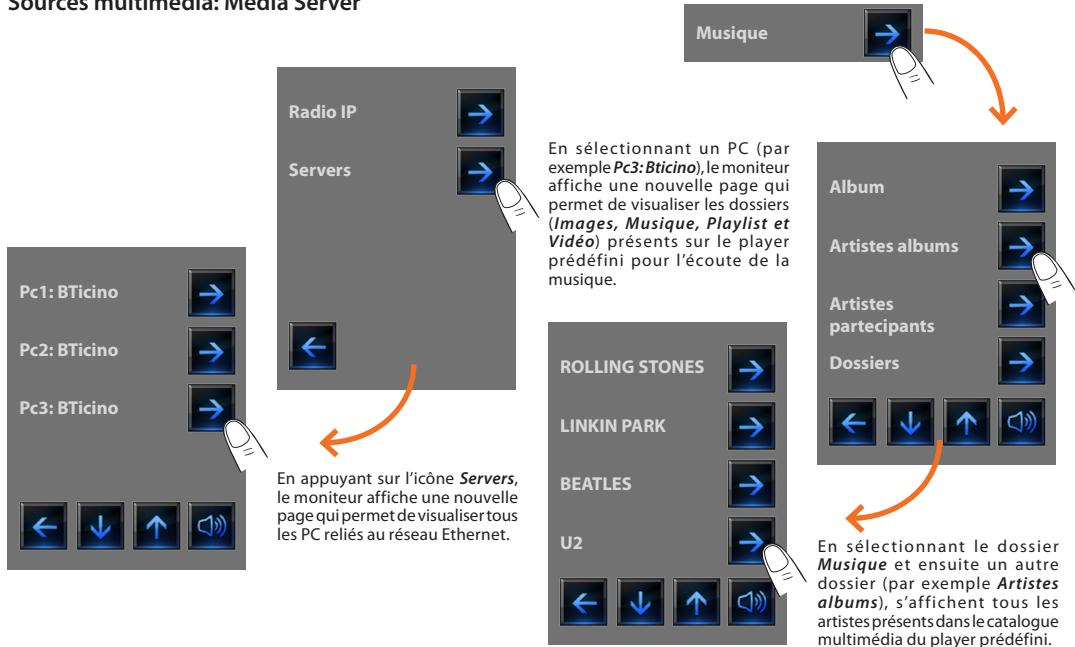 Sources multimédia: Média Server
Radio IP
Servers
Pc1: BTicino
Pc2: BTicino
Pc3: BTicino
En appuyant sur l'icône Servers,
le moniteur affiche une nouvelle
page qui permet de visualiser tous
les PC reliés au réseau Ethernet.
En sélectionnant un PC (par
exemple Pc3: Bticino), le moniteur
affiche une nouvelle page qui
permet de visualiser les dossiers
(Images, Musique, Playlist et
Vidéo) présents sur le player
prédéfini pour l'écoute de la
musique.
Musique
Album
Artistes albums
Artistes
partecipants
Dossiers
ROLLING STONES
LINKIN PARK
BEATLES
U2
En sélectionnant le dossier
Musique et ensuite un autre
dossier (par exemple Artistes
albums), s'affichent tous les
artistes présents dans le catalogue
multimédia du player prédéfini.